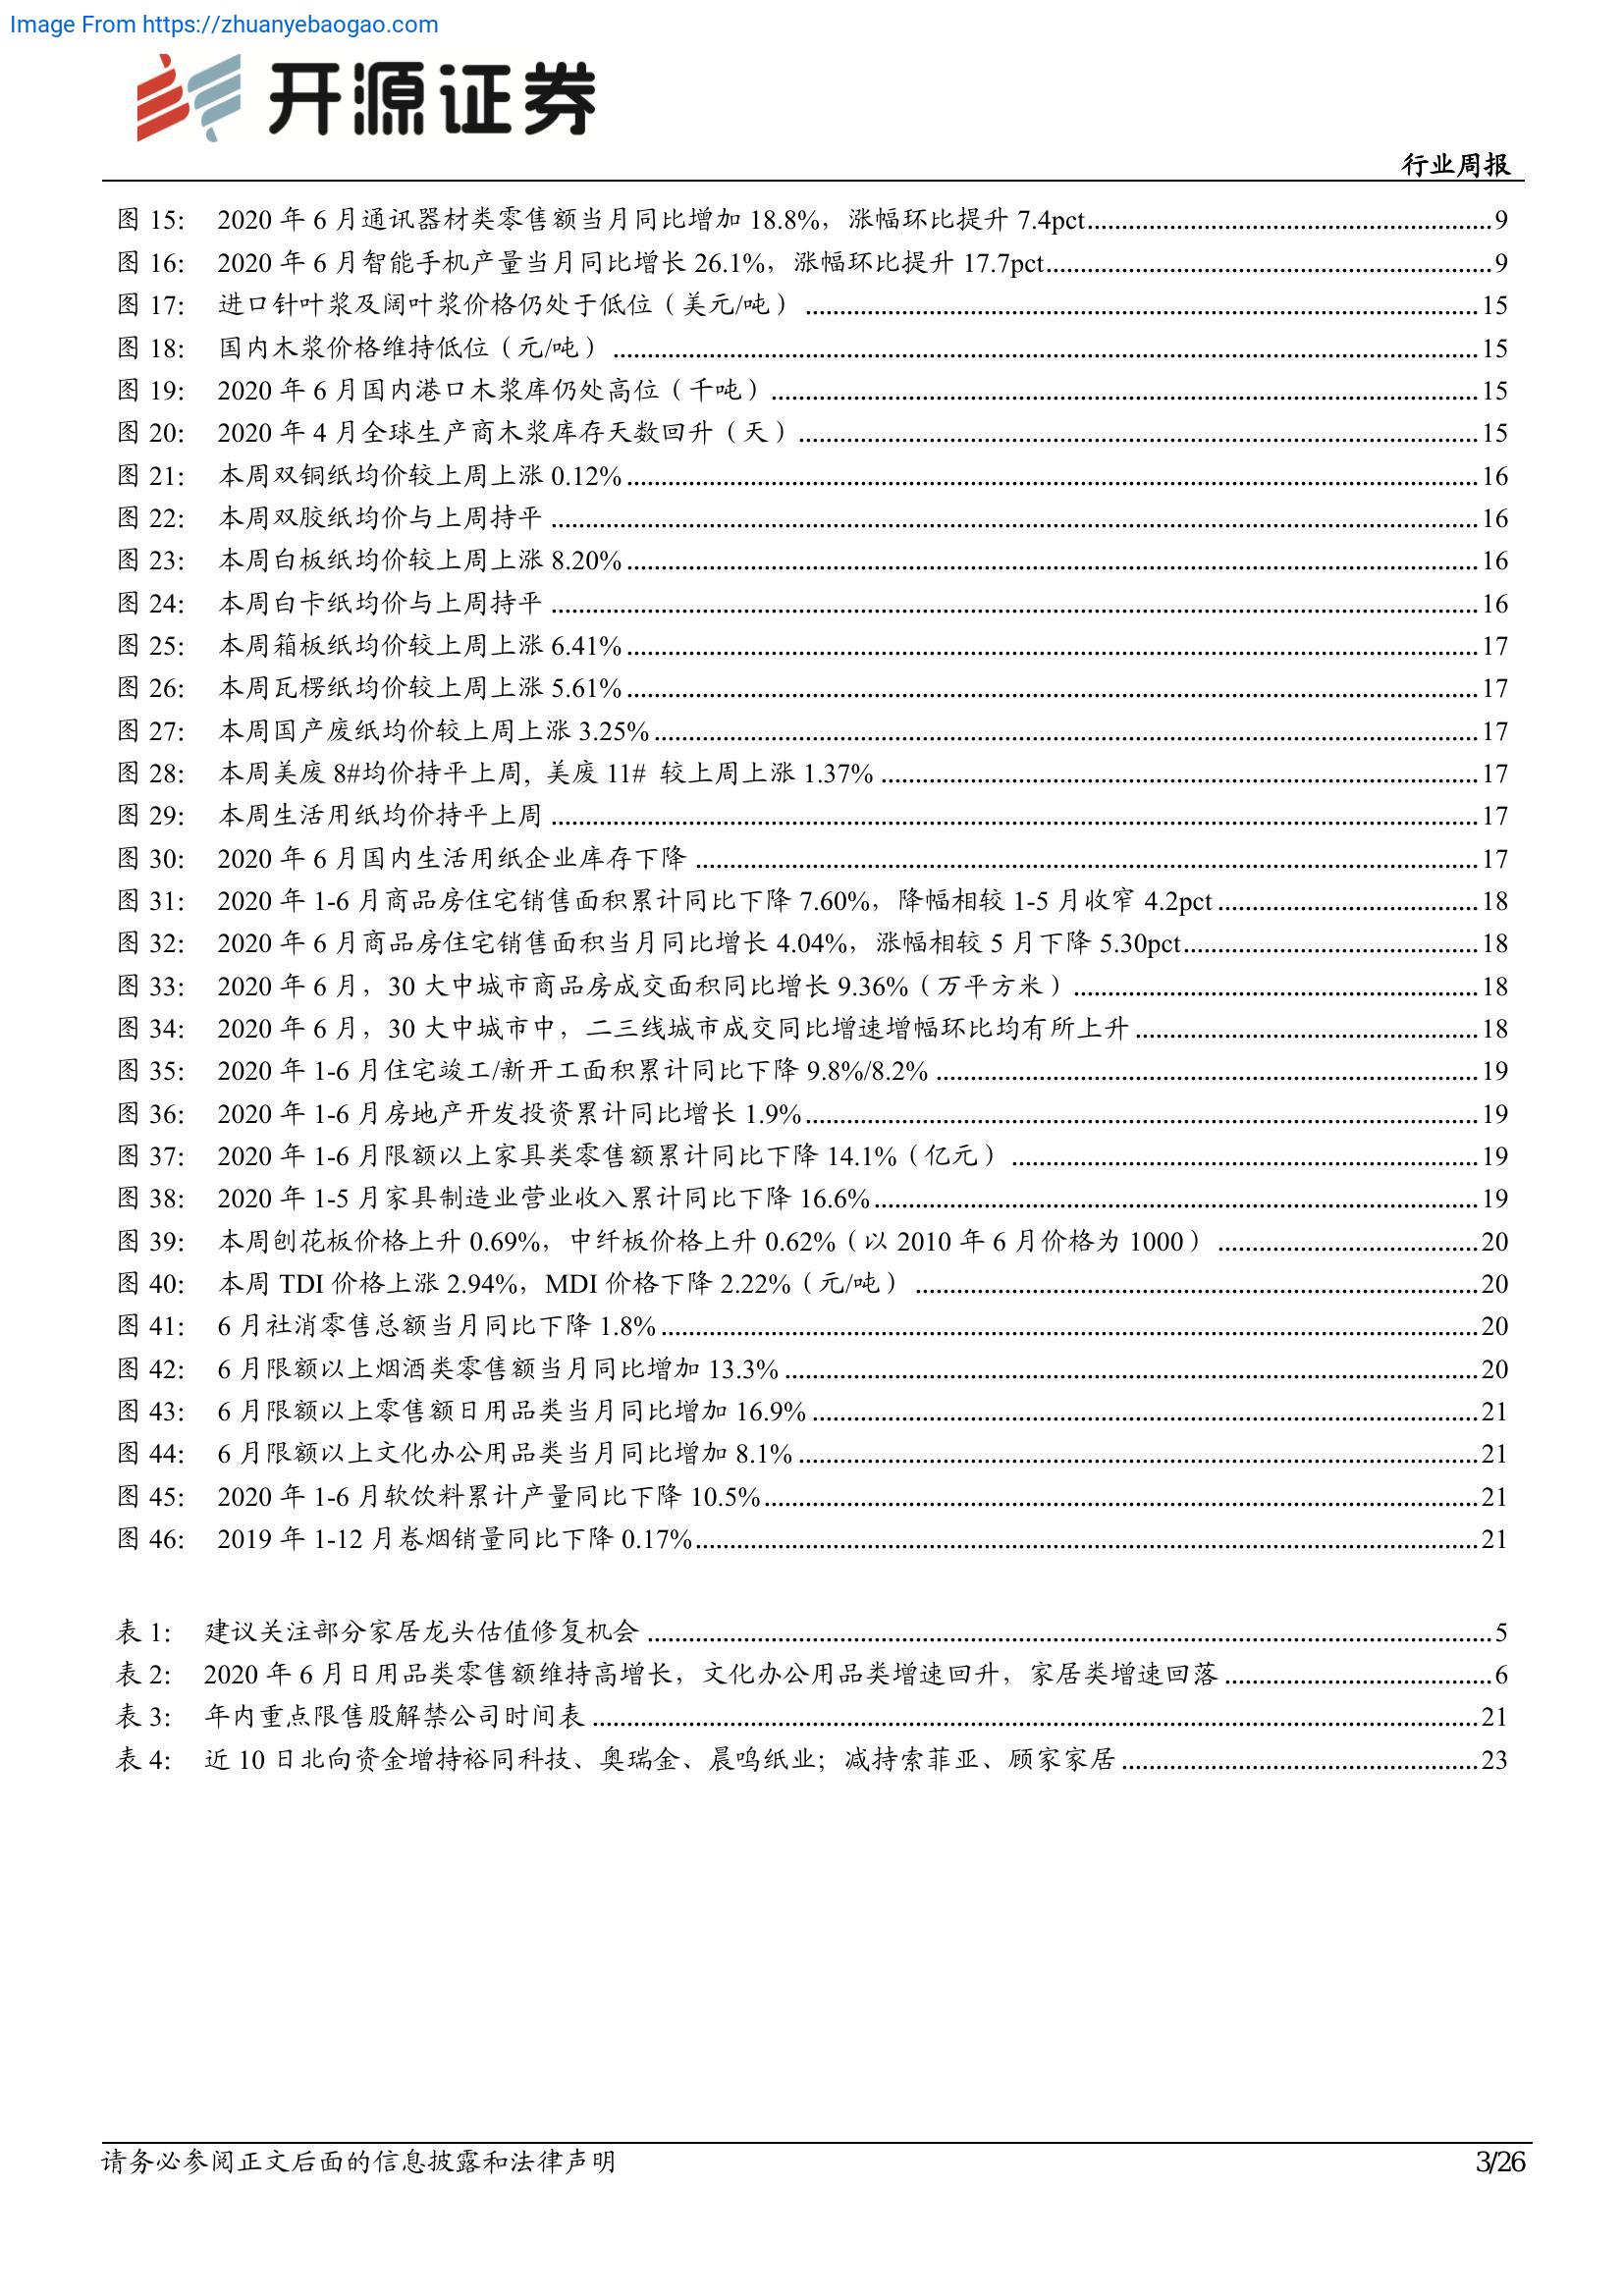 Image From https://zhuanyebaogao.com
开源证券
行业周报
图 15： 2020 年 6 月通讯器材类零售额当月同比增加 18.8%，涨幅环比提升 7.4pct 9
图 16： 2020 年 6 月智能手机产量当月同比增长 26.1%，涨幅环比提升 17.7pct 9
图 17： 进口针叶浆及阔叶浆价格仍处于低位（美元/吨） 15
图 18： 国内木浆价格维持低位（元/吨） 15
图 19： 2020 年 6 月国内港口木浆库仍处高位（千吨） 15
图 20： 2020 年 4 月全球生产商木浆库存天数回升（天） 15
图 21： 本周双铜纸均价较上周上涨 0.12% 16
图 22： 本周双胶纸均价与上周持平 16
图 23： 本周白板纸均价较上周上涨 8.20% 16
图 24： 本周白卡纸均价与上周持平 16
图 25： 本周箱板纸均价较上周上涨 6.41% 17
图 26： 本周瓦楞纸均价较上周上涨 5.61% 17
图 27： 本周国产废纸均价较上周上涨 3.25% 17
图 28： 本周美废 8#均价持平上周, 美废 11# 较上周上涨 1.37% 17
图 29： 本周生活用纸均价持平上周 17
图 30： 2020 年 6 月国内生活用纸企业库存下降 17
图 31： 2020 年 1-6 月商品房住宅销售面积累计同比下降 7.60%，降幅相较 1-5 月收窄 4.2pct 18
图 32： 2020 年 6 月商品房住宅销售面积当月同比增长 4.04%，涨幅相较 5 月下降 5.30pct 18
图 33： 2020 年 6 月，30 大中城市商品房成交面积同比增长 9.36%（万平方米） 18
图 34： 2020 年 6 月，30 大中城市中，二三线城市成交同比增速增幅环比均有所上升 18
图 35： 2020 年 1-6 月住宅竣工/新开工面积累计同比下降 9.8%/8.2% 19
图 36： 2020 年 1-6 月房地产开发投资累计同比增长 1.9% 19
图 37： 2020 年 1-6 月限额以上家具类零售额累计同比下降 14.1%（亿元） 19
图 38： 2020 年 1-5 月家具制造业营业收入累计同比下降 16.6% 19
图 39： 本周刨花板价格上升 0.69%，中纤板价格上升 0.62%（以 2010 年 6 月价格为 1000） 20
图 40： 本周 TDI 价格上涨 2.94%，MDI 价格下降 2.22%（元/吨） 20
图 41： 6 月社消零售总额当月同比下降 1.8% 20
图 42： 6 月限额以上烟酒类零售额当月同比增加 13.3% 20
图 43： 6 月限额以上零售额日用品类当月同比增加 16.9% 21
图 44： 6 月限额以上文化办公用品类当月同比增加 8.1% 21
图 45： 2020 年 1-6 月软饮料累计产量同比下降 10.5% 21
图 46： 2019 年 1-12 月卷烟销量同比下降 0.17% 21
表 1： 建议关注部分家居龙头估值修复机会 5
表 2： 2020 年 6 月日用品类零售额维持高增长，文化办公用品类增速回升，家居类增速回落 6
表 3： 年内重点限售股解禁公司时间表 21
表 4： 近 10 日北向资金增持裕同科技、奥瑞金、晨鸣纸业；减持索菲亚、顾家家居 23
请务必参阅正文后面的信息披露和法律声明
3/26